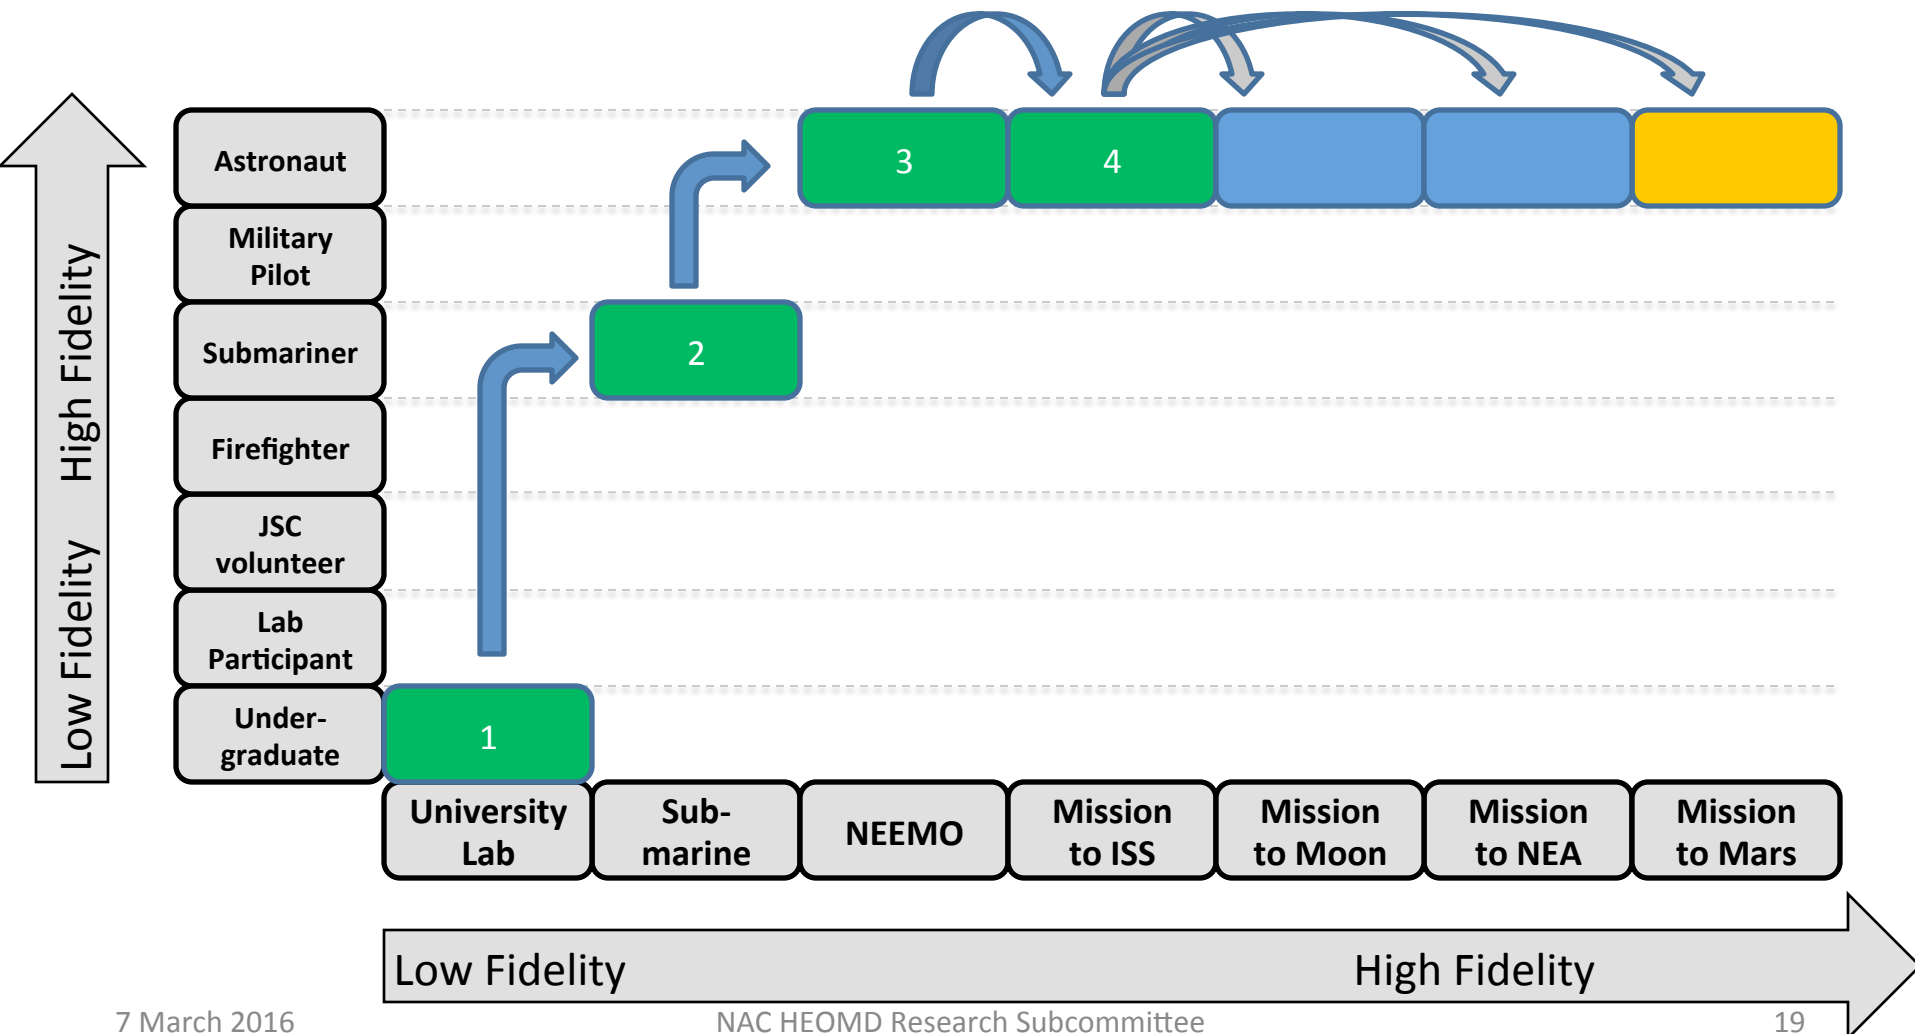 High Fidelity
Low Fidelity
Astronaut
3
4
Military
Pilot
Submariner
2
Firefighter
JSC
volunteer
Lab
Participant
Under-
graduate
1
University
Lab
Sub-
marine
NEEMO
Mission
to ISS
Mission
to Moon
Mission
to NEA
Mission
to Mars
Low Fidelity
High Fidelity
7 March 2016
NAC HEOMD Research Subcommittee
19